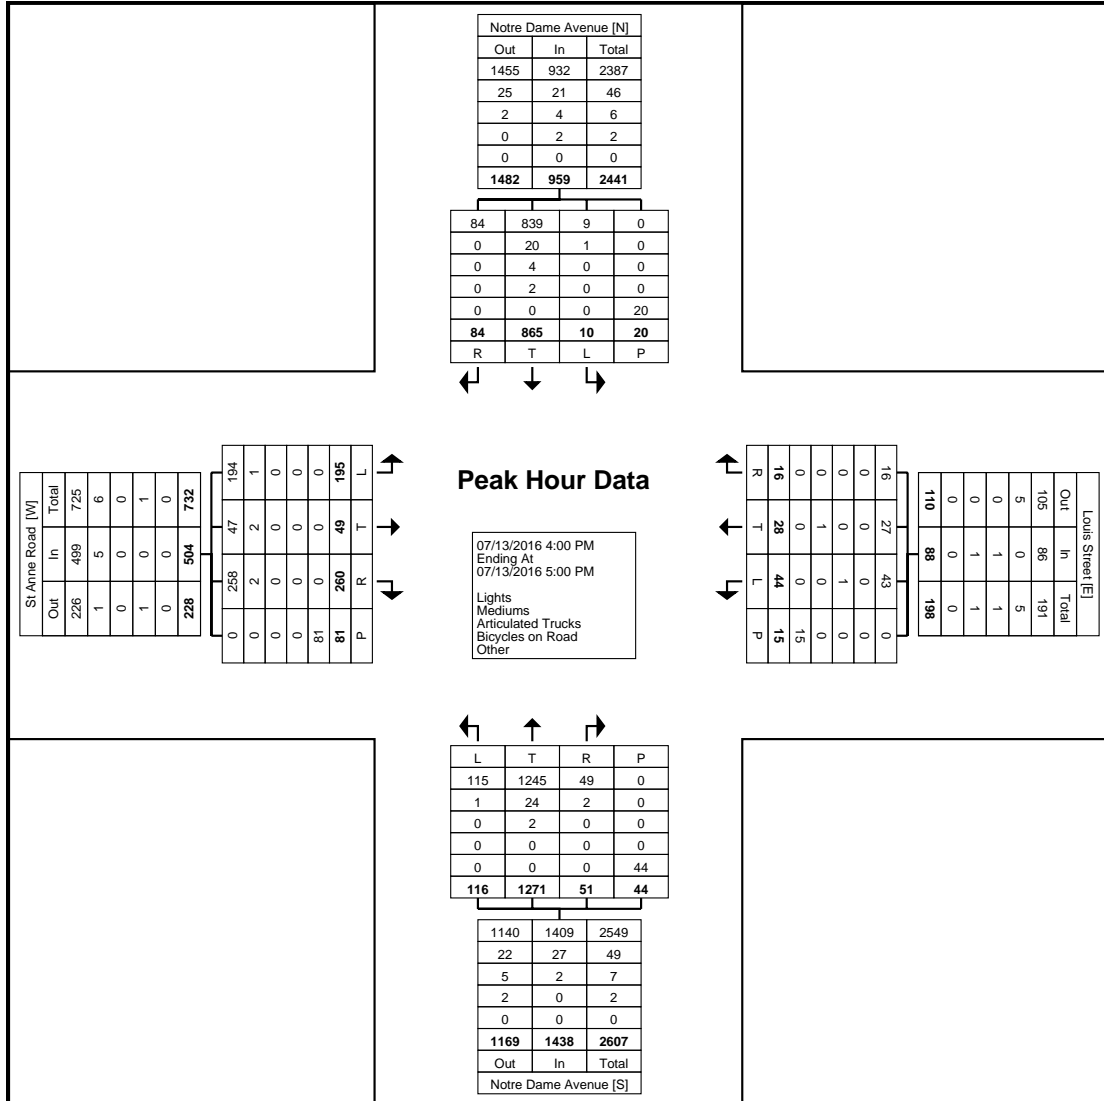 Notre Dame Avenue [N]
Out In Total
1455 932 2387
25 21 46
2 4 6
0 2 2
0 0 0
1482 959 2441
84 839 9 0
0 20 1 0
0 4 0 0
0 2 0 0
0 0 0 20
84 865 10 20
R T L P
St Anne Road [W]
Total In Out
725 499 226
6 5 1
0 0 0
1 0 1
0 0 0
732 504 228
194 47 258 0
1 2 2 0
0 0 0 0
0 0 0 0
0 0 0 81
195 49 260 81
L T R P
Peak Hour Data
07/13/2016 4:00 PM
Ending At
07/13/2016 5:00 PM
Lights
Mediums
Articulated Trucks
Bicycles on Road
Other
Louis Street [E]
Out In Total
105 86 191
5 0 5
0 1 1
0 1 1
0 0 0
110 88 198
16 27 43 0
0 0 0 0
0 0 1 0
0 1 0 0
0 0 0 15
16 28 44 15
R T L P
L T R P
115 1245 49 0
1 24 2 0
0 2 0 0
0 0 0 0
0 0 0 44
116 1271 51 44
1140 1409 2549
22 27 49
5 2 7
2 0 2
0 0 0
1169 1438 2607
Out In Total
Notre Dame Avenue [S]